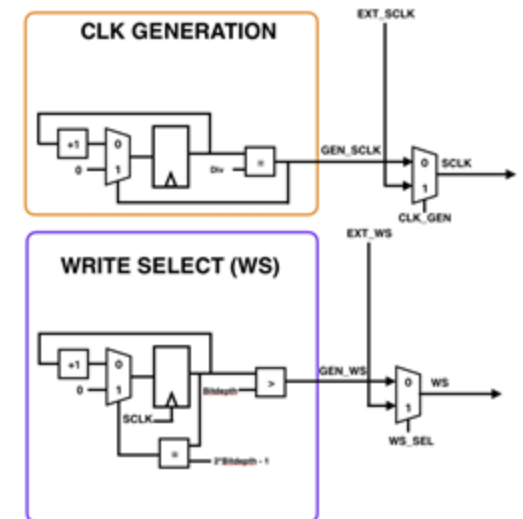 CLK GENERATION
EXT_SCLK
+1
0
1
0
Div
=
GEN_SCLK
0
1
SCLK
CLK_GEN
WRITE SELECT (WS)
EXT_WS
+1
0
1
0
SCLK
Bitdepth
>
GEN_WS
0
1
WS
WS_SEL
=
2*Bitdepth - 1